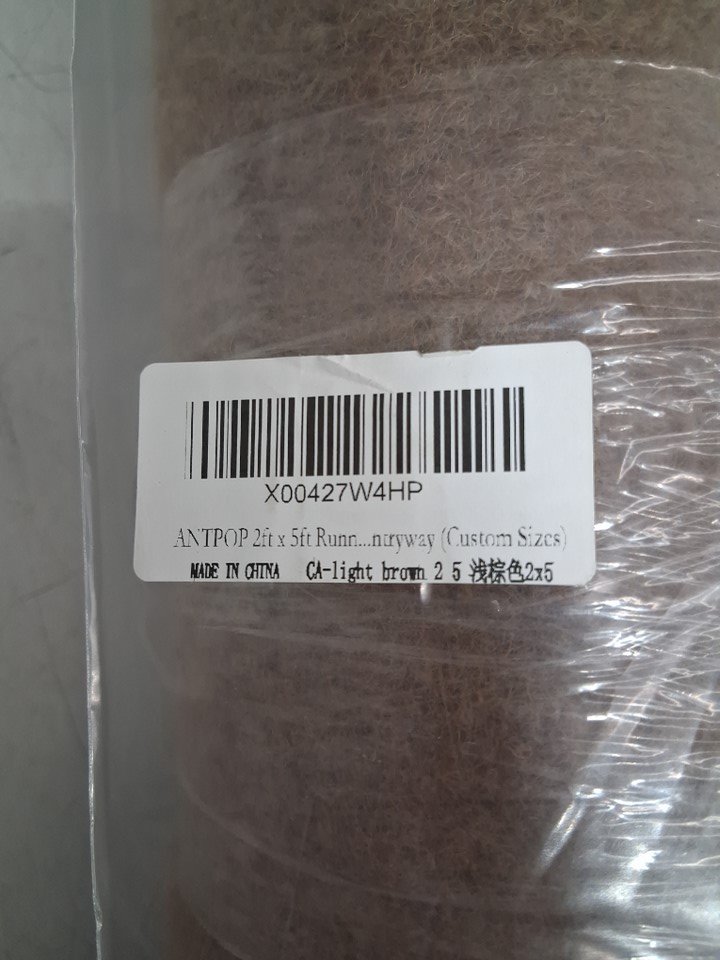 X00427W4HP
ANTPOP 2ft x 5ft Runn...ntryway (Custom Sizes)
MADE IN CHINA CA-light brown 2 5 浅棕色2x5